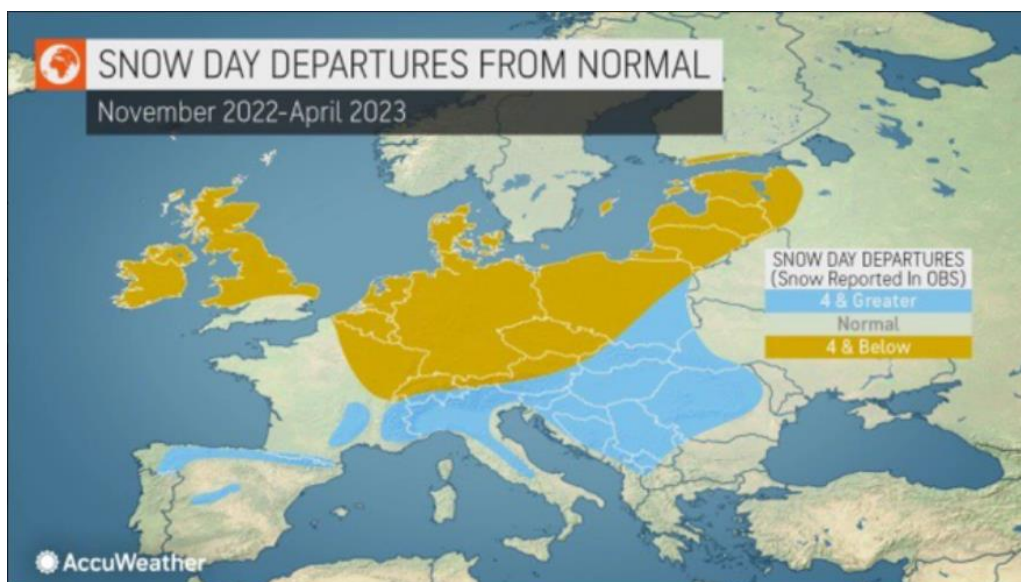 SNOW DAY DEPARTURES FROM NORMAL
November 2022-April 2023
SNOW DAY DEPARTURES
(Snow Reported In OBS)
4 & Greater
Normal
4 & Below
AccuWeather